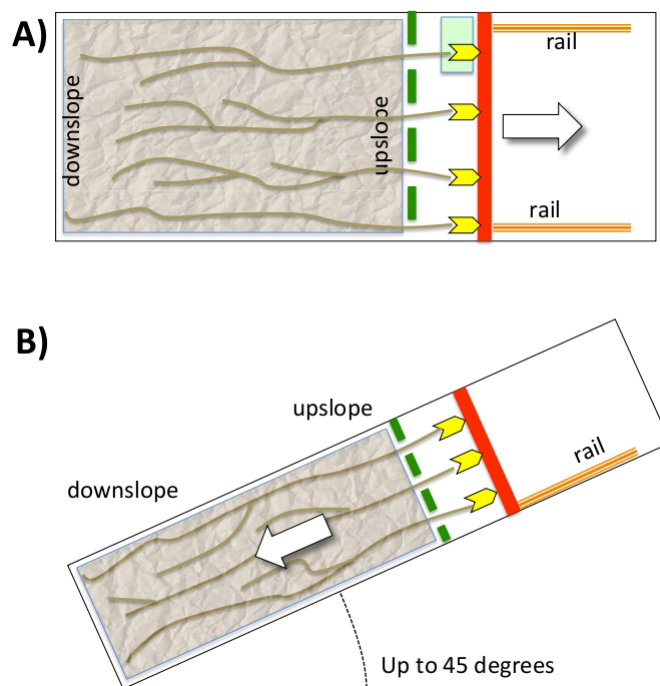 A)
rail
downslope
upslope
rail
B)
upslope
downslope
rail
Up to 45 degrees